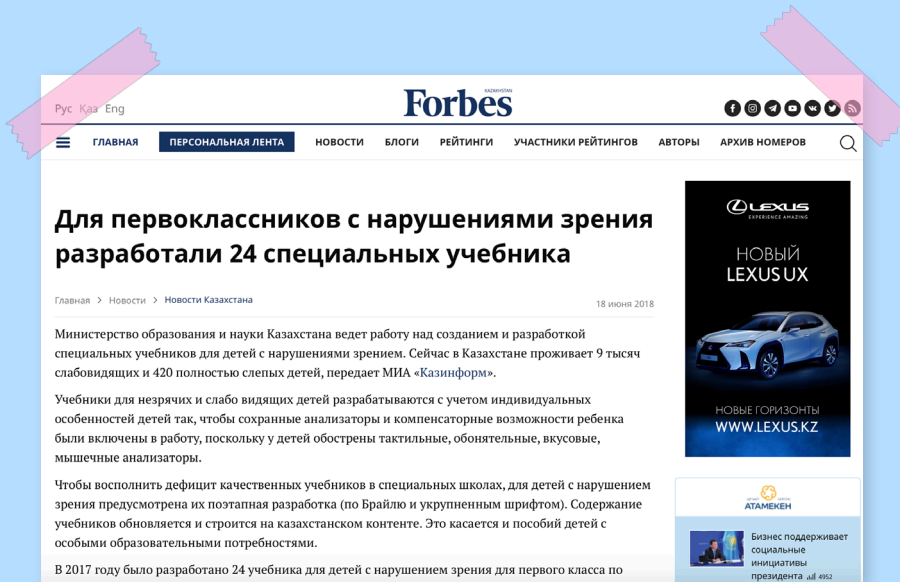 Рус Қаз Eng
Forbes
KAZAKHSTAN
ГЛАВНАЯ ПЕРСОНАЛЬНАЯ ЛЕНТА НОВОСТИ БЛОГИ РЕЙТИНГИ УЧАСТНИКИ РЕЙТИНГОВ АВТОРЫ АРХИВ НОМЕРОВ
Для первоклассников с нарушениями зрения
разработали 24 специальных учебника
Главная > Новости > Новости Казахстана
18 июня 2018
Министерство образования и науки Казахстана ведет работу над созданием и разработкой
специальных учебников для детей с нарушениями зрением. Сейчас в Казахстане проживает 9 тысяч
слабовидящих и 420 полностью слепых детей, передает МИА «Казинформ».
Учебники для незрячих и слабо видящих детей разрабатываются с учетом индивидуальных
особенностей детей так, чтобы сохранные анализаторы и компенсаторные возможности ребенка
были включены в работу, поскольку у детей обострены тактильные, обонятельные, вкусовые,
мышечные анализаторы.
Чтобы восполнить дефицит качественных учебников в специальных школах, для детей с нарушением
зрения предусмотрена их поэтапная разработка (по Брайлю и укрупненным шрифтом). Содержание
учебников обновляется и строится на казахстанском контенте. Это касается и пособий детей с
особыми образовательными потребностями.
В 2017 году было разработано 24 учебника для детей с нарушением зрения для первого класса по
LEXUS
EXPERIENCE AMAZING
НОВЫЙ
LEXUS UX
НОВЫЕ ГОРИЗОНТЫ
WWW.LEXUS.KZ
АТАМЕКЕН
Бизнес поддерживает
социальные
инициативы
президента 4952